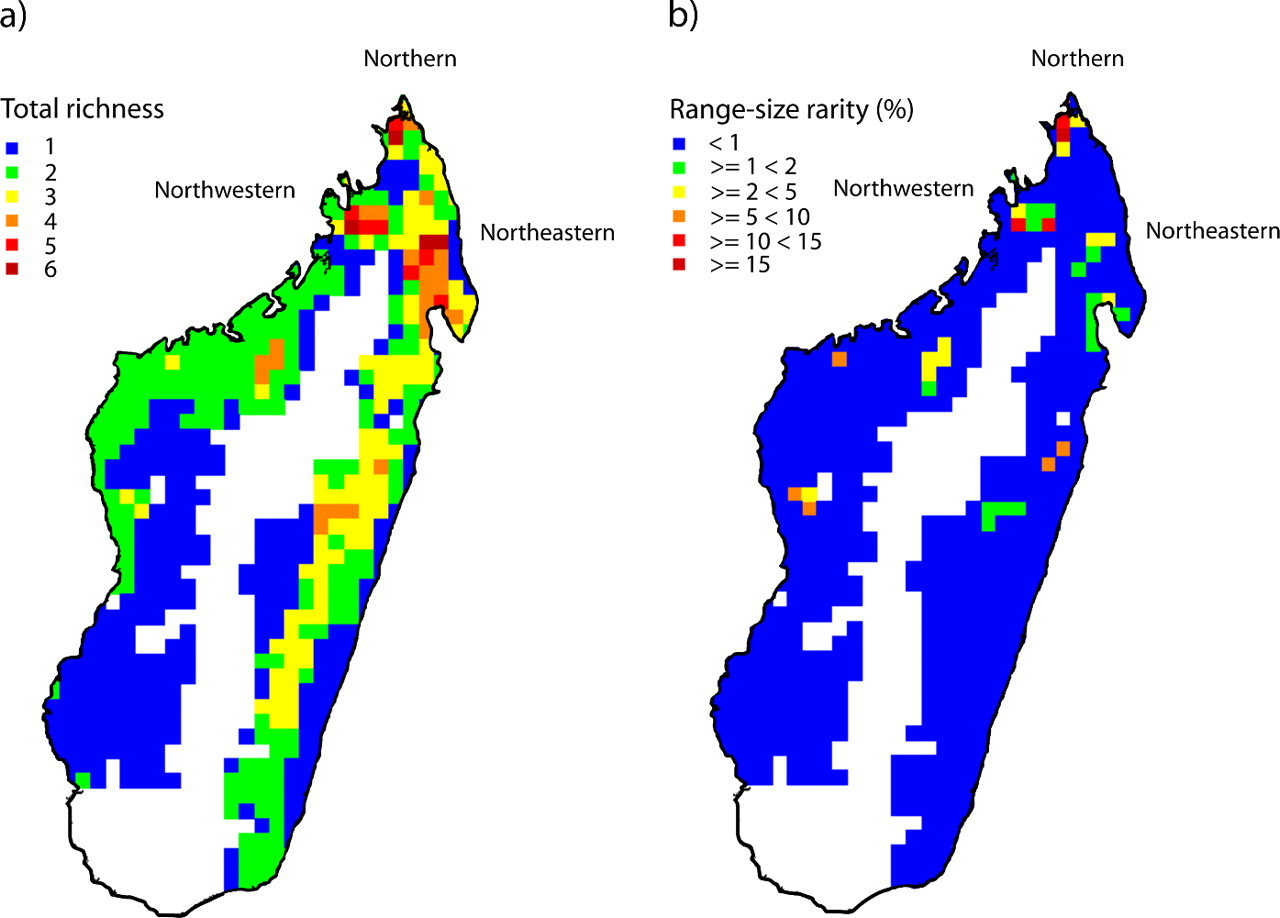 a)
Northern
Total richness
1
2
3
4
5
6
Northwestern
Northeastern
b)
Northern
Range-size rarity (%)
< 1
>= 1 < 2
>= 2 < 5
>= 5 < 10
>= 10 < 15
>= 15
Northwestern
Northeastern